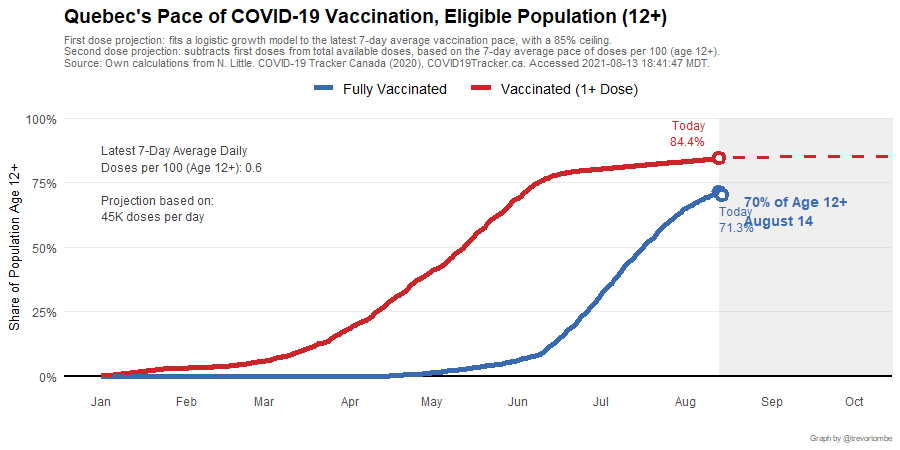 Quebec's Pace of COVID-19 Vaccination, Eligible Population (12+)
First dose projection: fits a logistic growth model to the latest 7-day average vaccination pace, with a 85% ceiling.
Second dose projection: subtracts first doses from total available doses, based on the 7-day average pace of doses per 100 (age 12+).
Source: Own calculations from N. Little. COVID-19 Tracker Canada (2020), COVID19Tracker.ca. Accessed 2021-08-13 18:41:47 MDT.
Fully Vaccinated
Vaccinated (1+ Dose)
Share of Population Age 12+
100%
75%
50%
25%
0%
Latest 7-Day Average Daily
Doses per 100 (Age 12+): 0.6
Projection based on:
45K doses per day
Today
84.4%
Today
71.3%
70% of Age 12+
August 14
Jan
Feb
Mar
Apr
May
Jun
Jul
Aug
Sep
Oct
Graph by @trevortombe